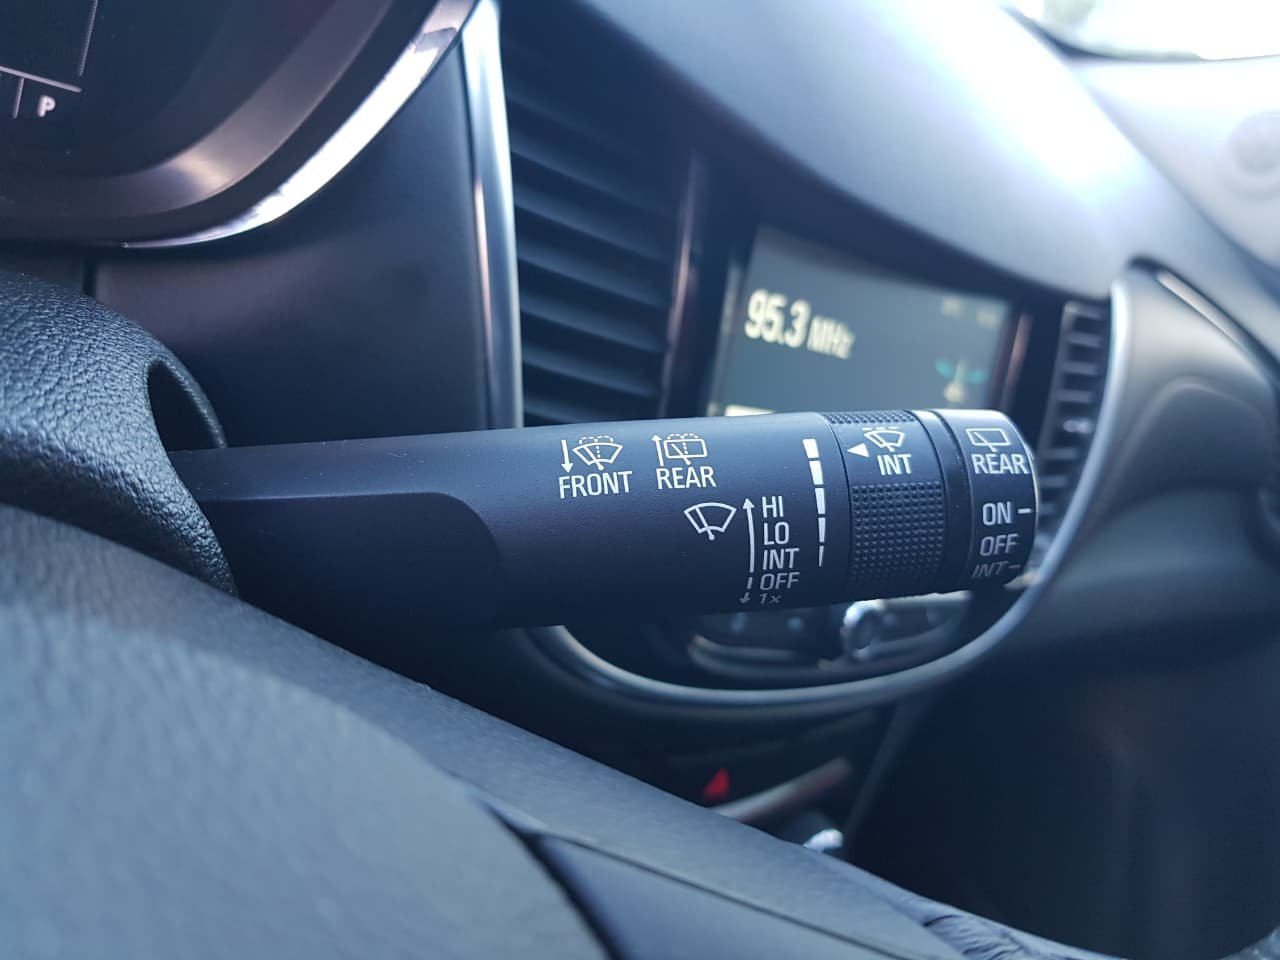 P
95.3 MHz
FRONT
REAR
HI
LO
INT
OFF
1x
INT
REAR
ON
OFF
INT